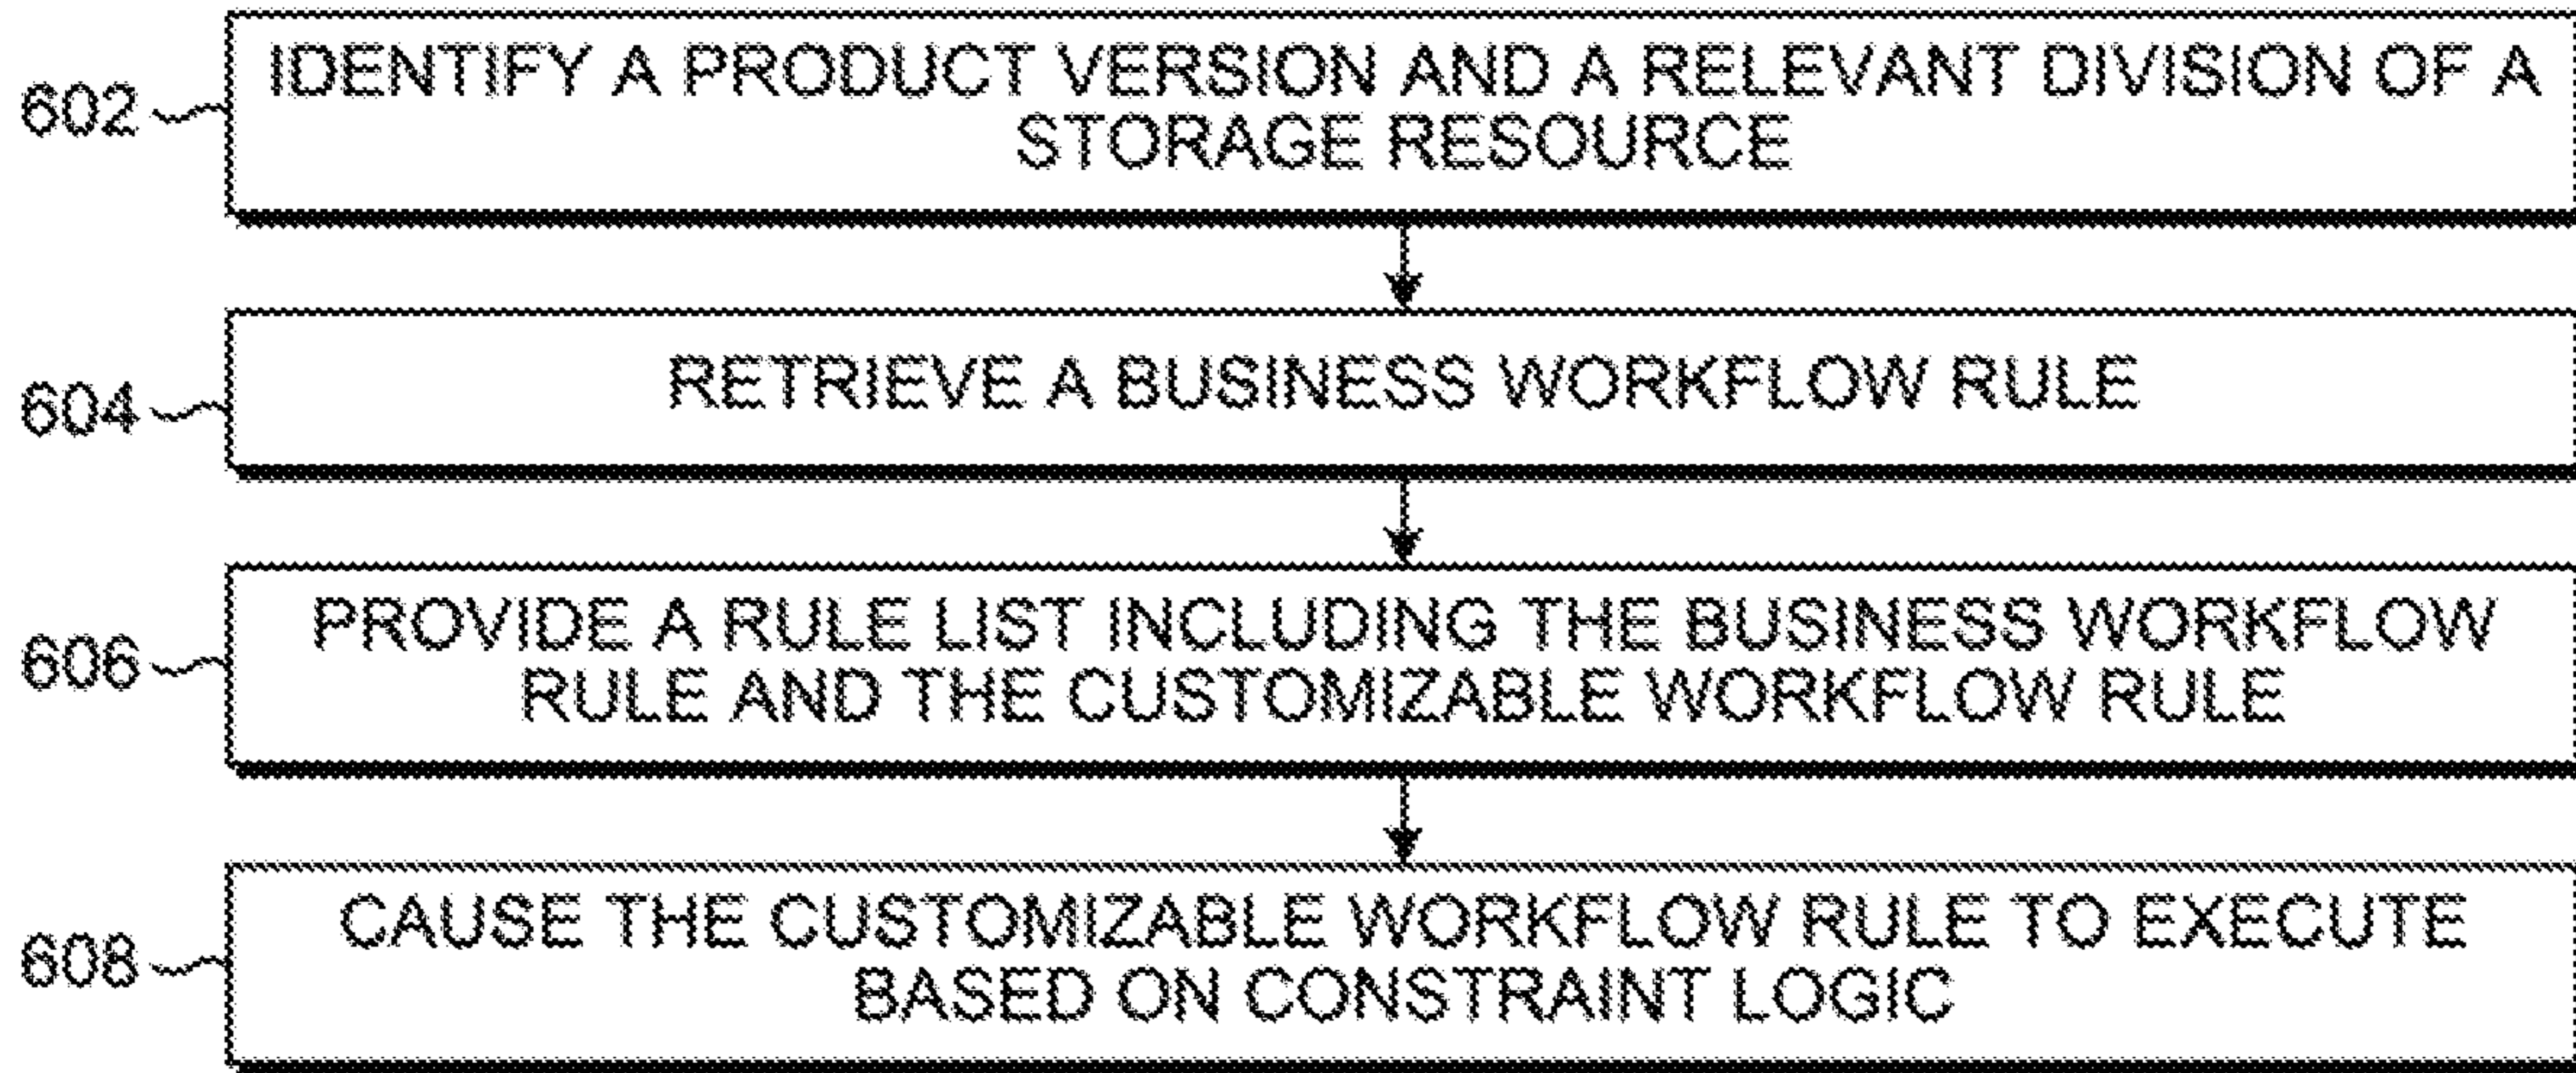 602
IDENTIFY A PRODUCT VERSION AND A RELEVANT DIVISION OF A
STORAGE RESOURCE
604
RETRIEVE A BUSINESS WORKFLOW RULE
606
PROVIDE A RULE LIST INCLUDING THE BUSINESS WORKFLOW
RULE AND THE CUSTOMIZABLE WORKFLOW RULE
608
CAUSE THE CUSTOMIZABLE WORKFLOW RULE TO EXECUTE
BASED ON CONSTRAINT LOGIC